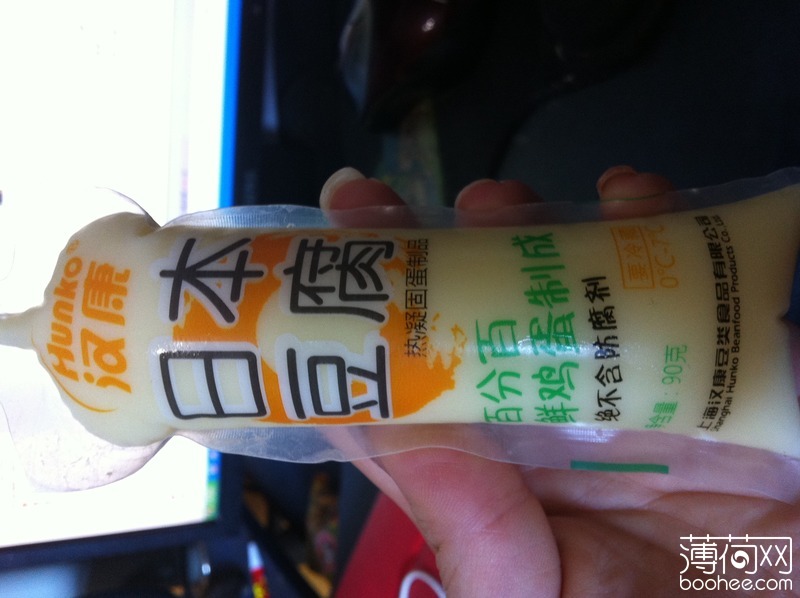 Hunko®
汉康
日本
豆腐
热凝固蛋制品
百分百
鲜鸡蛋制成
绝不含防腐剂
要冷藏
0℃-7℃
净含量：90克
上海汉康豆类食品有限公司
Shanghai Hunko Beanfood Products Co. Ltd
薄荷网
boohee.com